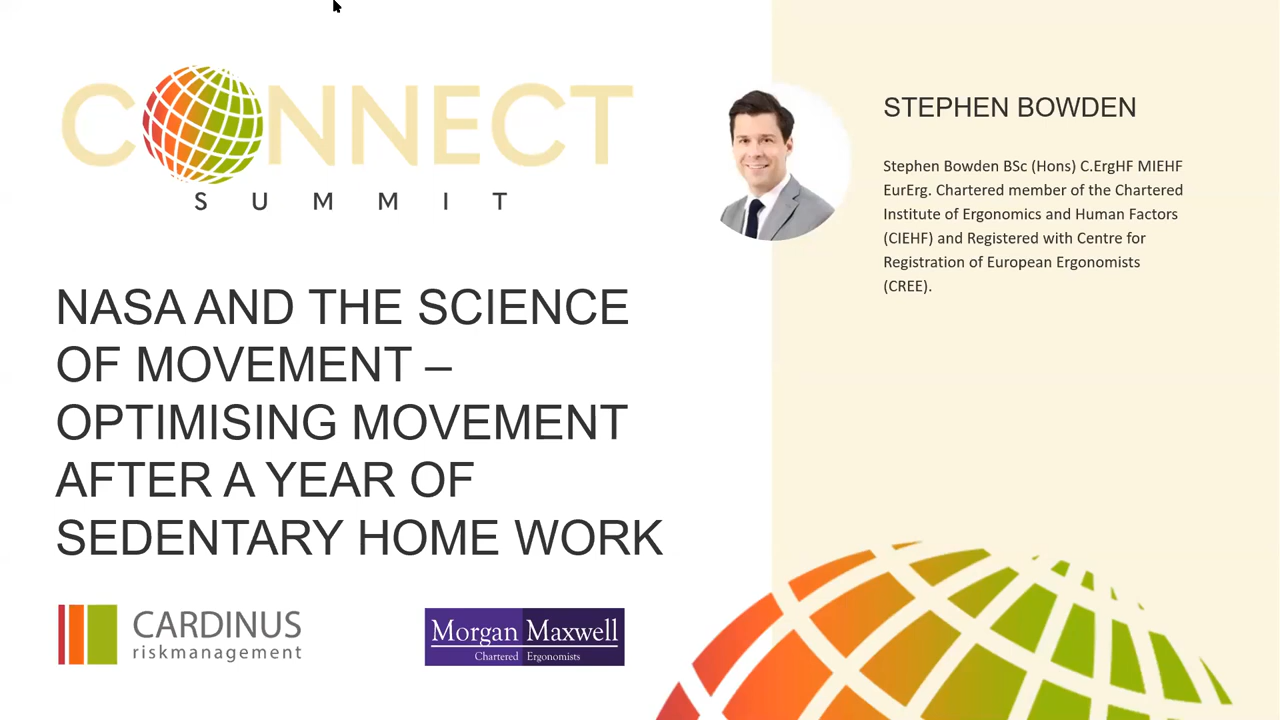 CONNECT
SUMMIT
NASA AND THE SCIENCE
OF MOVEMENT –
OPTIMISING MOVEMENT
AFTER A YEAR OF
SEDENTARY HOME WORK
CARDINUS
riskmanagement
Morgan Maxwell
Chartered Ergonomists
STEPHEN BOWDEN
Stephen Bowden BSc (Hons) C.ErgHF MIEHF
EurErg. Chartered member of the Chartered
Institute of Ergonomics and Human Factors
(CIEHF) and Registered with Centre for
Registration of European Ergonomists
(CREE).